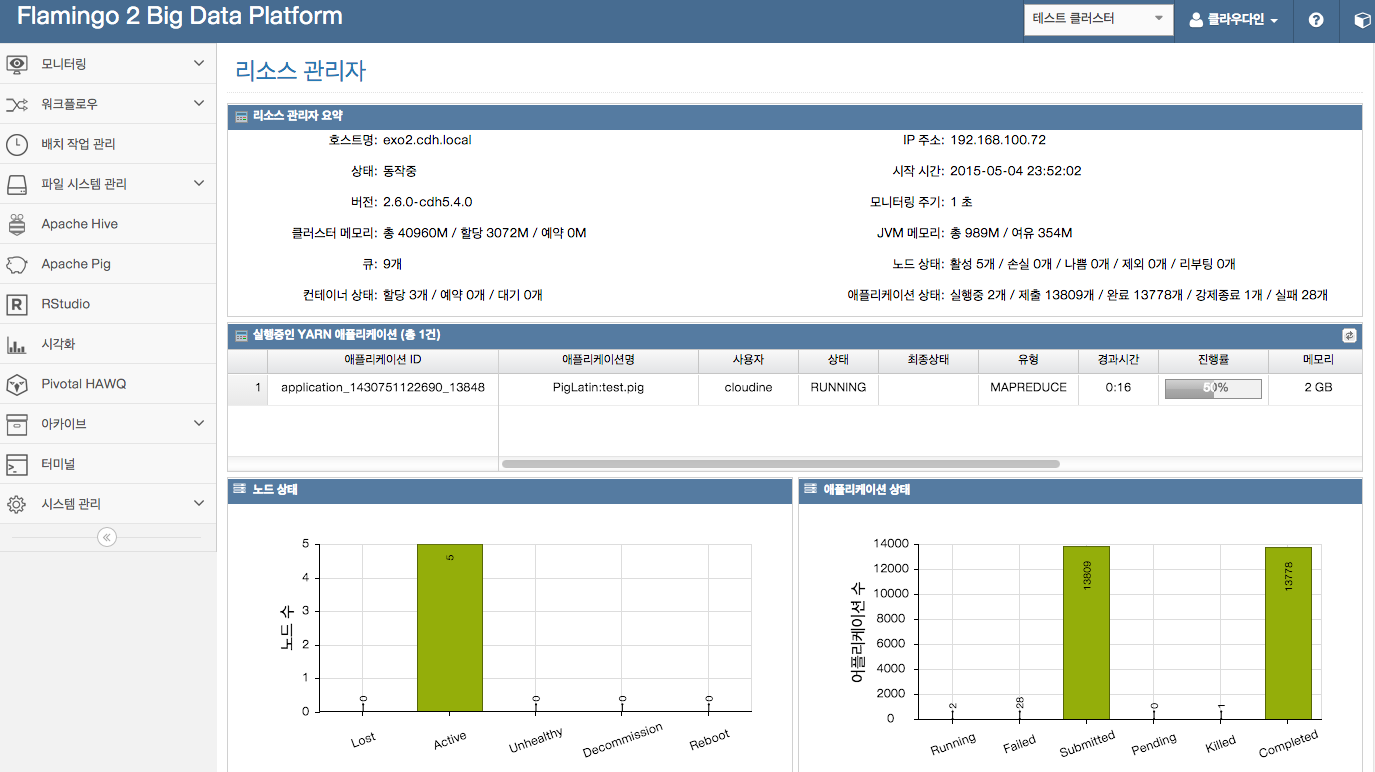 Flamingo 2 Big Data Platform
테스트 클러스터
클라우다인
모니터링
워크플로우
배치 작업 관리
파일 시스템 관리
Apache Hive
Apache Pig
RStudio
시각화
Pivotal HAWQ
아카이브
터미널
시스템 관리
리소스 관리자
리소스 관리자 요약
호스트명: exo2.cdh.local
IP 주소: 192.168.100.72
상태: 동작중
시작 시간: 2015-05-04 23:52:02
버전: 2.6.0-cdh5.4.0
모니터링 주기: 1 초
클러스터 메모리: 총 40960M / 할당 3072M / 예약 0M
JVM 메모리: 총 989M / 여유 354M
큐: 9개
노드 상태: 활성 5개 / 손실 0개 / 나쁨 0개 / 제외 0개 / 리부팅 0개
컨테이너 상태: 할당 3개 / 예약 0개 / 대기 0개
애플리케이션 상태: 실행중 2개 / 제출 13809개 / 완료 13778개 / 강제종료 1개 / 실패 28개
실행중인 YARN 애플리케이션 (총 1건)
애플리케이션 ID 애플리케이션명 사용자 상태 최종상태 유형 경과시간 진행률 메모리
1 application_1430751122690_13848 PigLatin:test.pig cloudine RUNNING MAPREDUCE 0:16 50% 2 GB
노드 상태
5
4
3
2
1
0
노드 수
0 5 0 0 0
Lost Active Unhealthy Decommission Reboot
애플리케이션 상태
14000
12000
10000
8000
6000
4000
2000
0
어플리케이션 수
2 28 13809 0 1 13778
Running Failed Submitted Pending Killed Completed